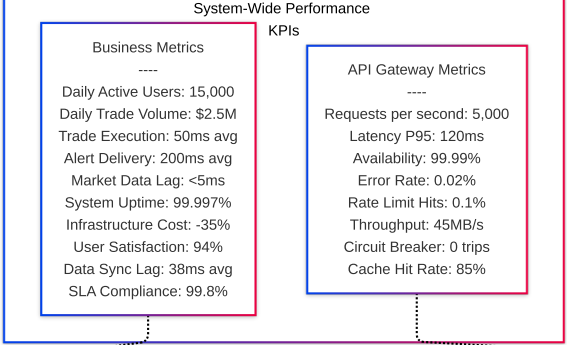 System-Wide Performance
KPIs
Business Metrics
----
Daily Active Users: 15,000
Daily Trade Volume: $2.5M
Trade Execution: 50ms avg
Alert Delivery: 200ms avg
Market Data Lag: <5ms
System Uptime: 99.997%
Infrastructure Cost: -35%
User Satisfaction: 94%
Data Sync Lag: 38ms avg
SLA Compliance: 99.8%
API Gateway Metrics
----
Requests per second: 5,000
Latency P95: 120ms
Availability: 99.99%
Error Rate: 0.02%
Rate Limit Hits: 0.1%
Throughput: 45MB/s
Circuit Breaker: 0 trips
Cache Hit Rate: 85%